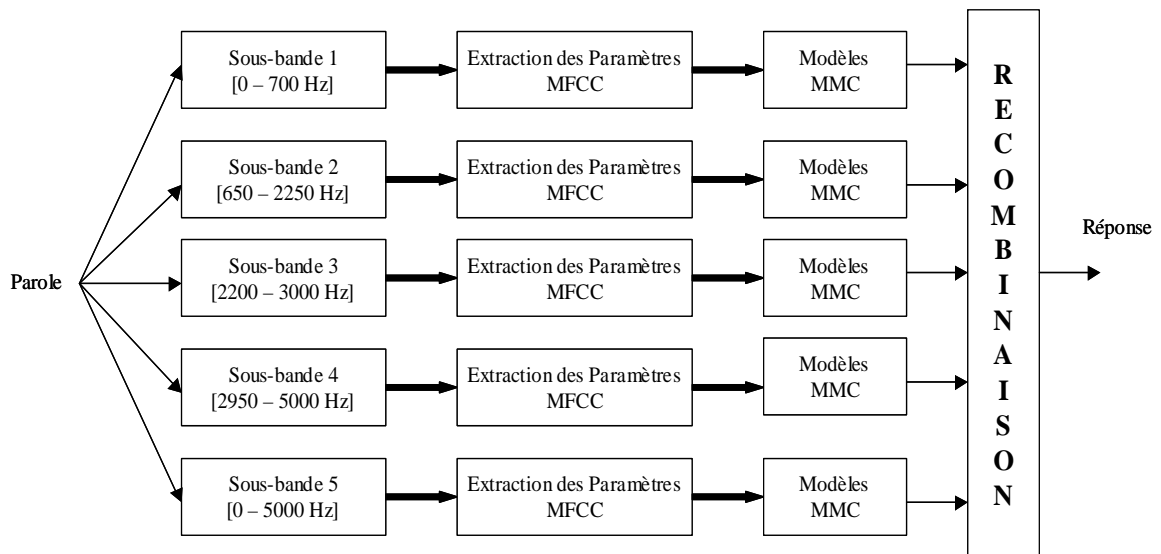 Parole
Sous-bande 1
[0 – 700 Hz]
Extraction des Paramètres
MFCC
Modèles
MMC
Sous-bande 2
[650 – 2250 Hz]
Extraction des Paramètres
MFCC
Modèles
MMC
Sous-bande 3
[2200 – 3000 Hz]
Extraction des Paramètres
MFCC
Modèles
MMC
Sous-bande 4
[2950 – 5000 Hz]
Extraction des Paramètres
MFCC
Modèles
MMC
Sous-bande 5
[0 – 5000 Hz]
Extraction des Paramètres
MFCC
Modèles
MMC
RECOMBINAISON
Réponse